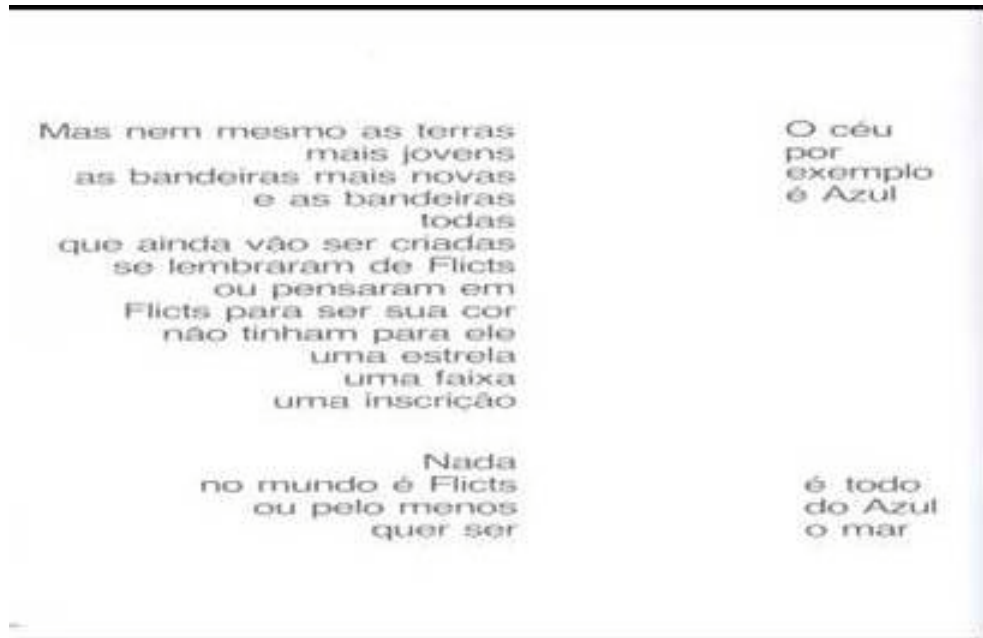 Mas nem mesmo as terras
mais jovens
as bandeiras mais novas
e as bandeiras
todas
que ainda vão ser criadas
se lembraram de Flicts
ou pensaram em
Flicts para ser sua cor
não tinham para ele
uma estrela
uma faixa
uma inscrição
Nada
no mundo é Flicts
ou pelo menos
quer ser
O céu
por
exemplo
é Azul
é todo
do Azul
o mar